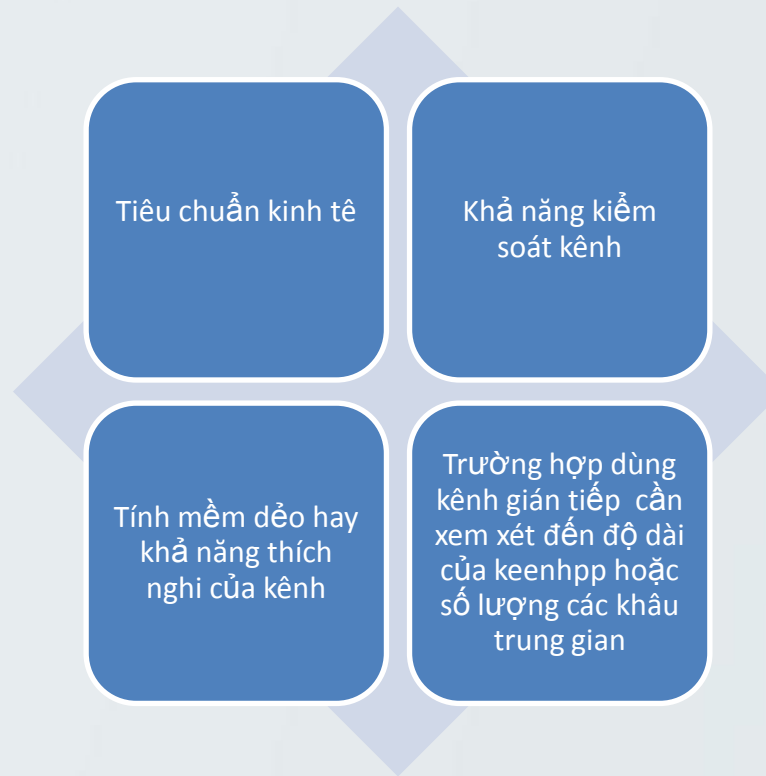 Tiêu chuẩn kinh tê
Khả năng kiểm
soát kênh
Tính mềm dẻo hay
khả năng thích
nghi của kênh
Trường hợp dùng
kênh gián tiếp  cần
xem xét đến độ dài
của keenhpp hoặc
số lượng các khâu
trung gian